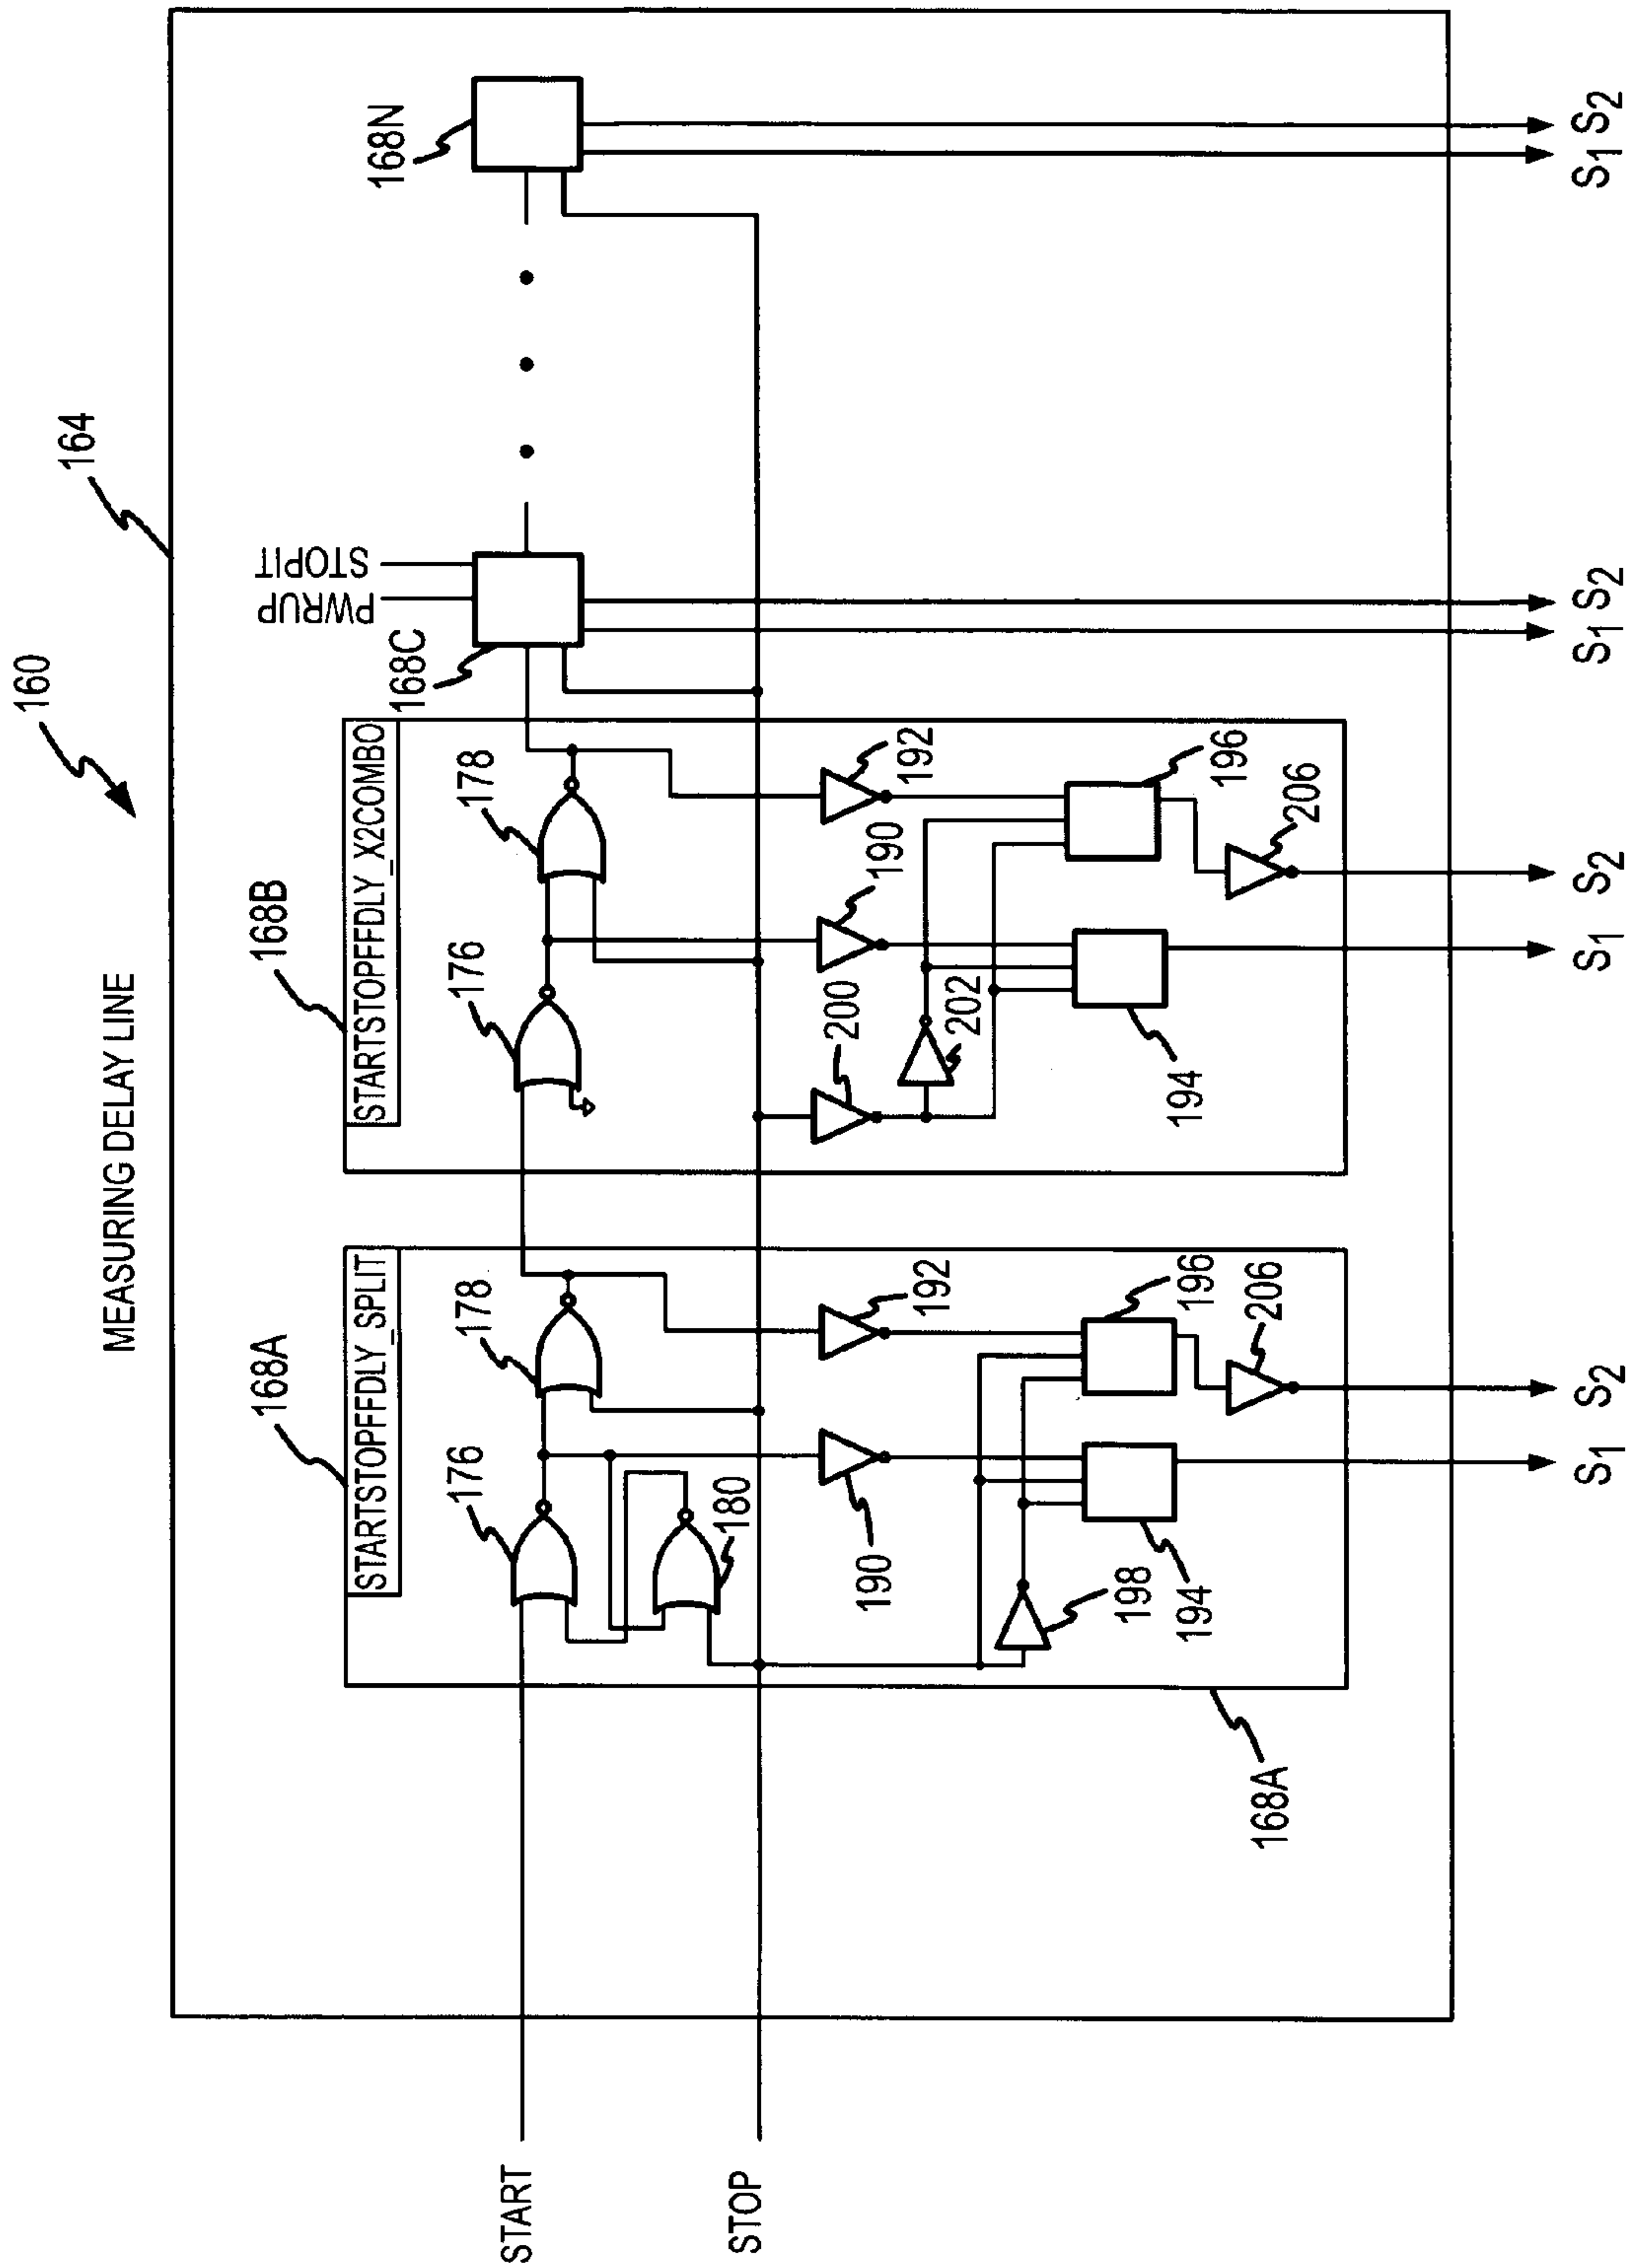 MEASURING DELAY LINE
160
164
168A
STARTSTOPFFDLY_SPLIT
168B
STARTSTOPFFDLY_X2COMBO
168C
PWRUP
STOPIT
168N
176
178
180
176
178
START
STOP
190
192
200
190
192
198
194
196
206
202
194
196
206
168A
S1
S2
S1
S2
S1
S2
S1
S2